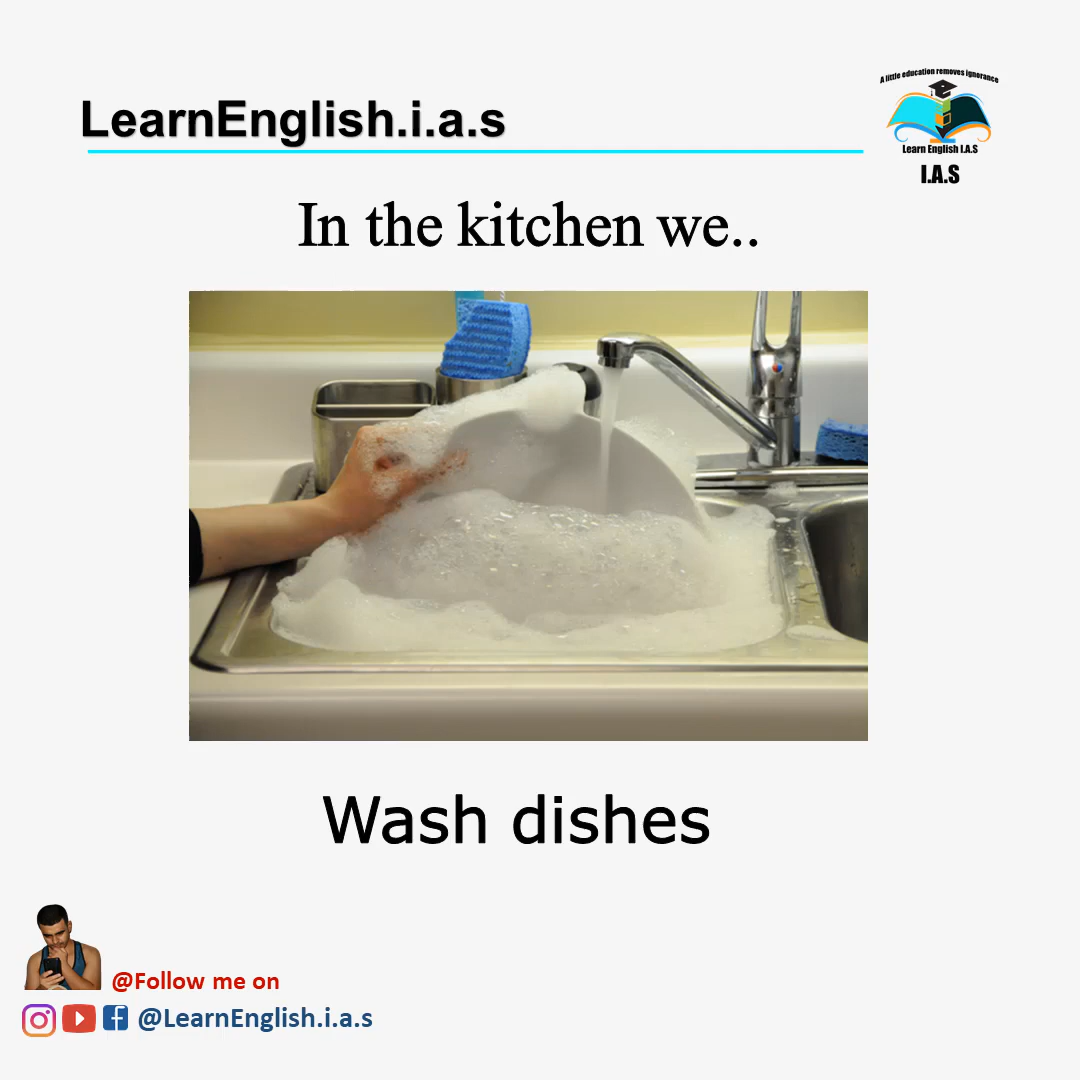 LearnEnglish.i.a.s
A little education removes ignorance
Learn English I.A.S
I.A.S
In the kitchen we..
Wash dishes
@Follow me on
@LearnEnglish.i.a.s